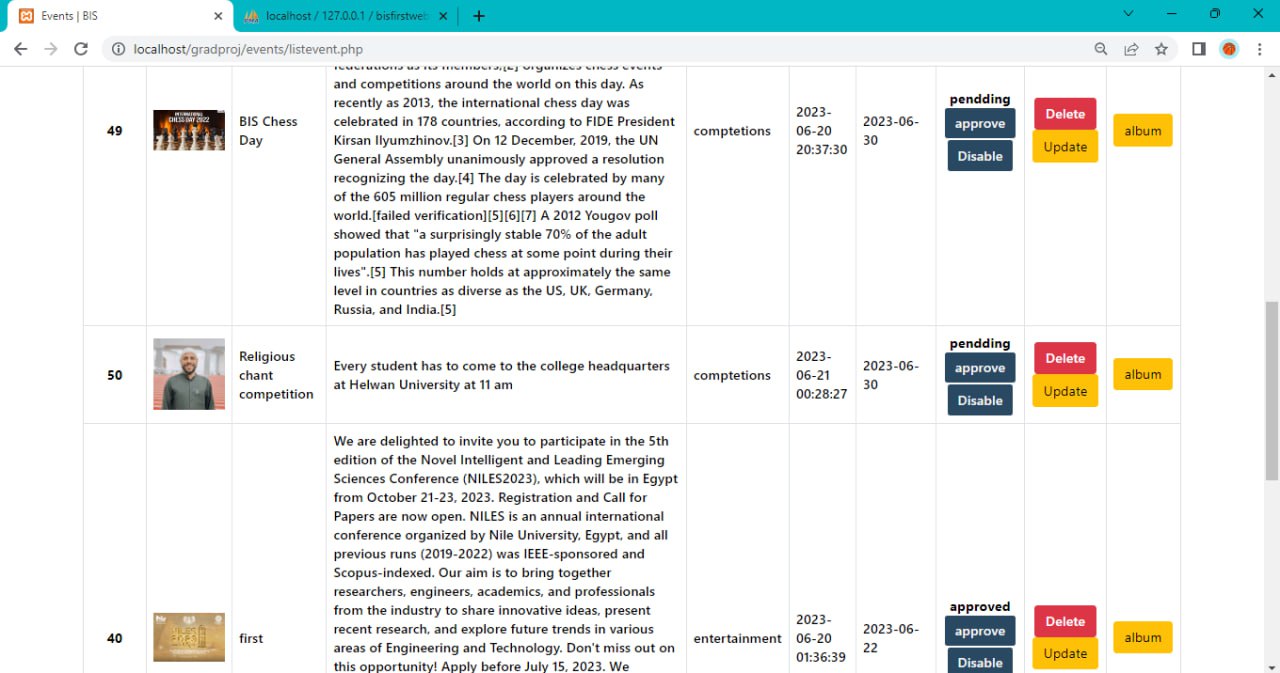 Events | BIS
localhost / 127.0.0.1 / bisfirstweb
localhost/gradproj/events/listevent.php
49
INTERNATIONAL
CHESS DAY 2022
BIS Chess
Day
federations as its members,[2] organizes chess events
and competitions around the world on this day. As
recently as 2013, the international chess day was
celebrated in 178 countries, according to FIDE President
Kirsan Ilyumzhinov.[3] On 12 December, 2019, the UN
General Assembly unanimously approved a resolution
recognizing the day.[4] The day is celebrated by many
of the 605 million regular chess players around the
world.[failed verification][5][6][7] A 2012 Yougov poll
showed that "a surprisingly stable 70% of the adult
population has played chess at some point during their
lives".[5] This number holds at approximately the same
level in countries as diverse as the US, UK, Germany,
Russia, and India.[5]
comptetions
2023-
06-20
20:37:30
2023-06-
30
pendding
approve
Disable
Delete
Update
album
50
Religious
chant
competition
Every student has to come to the college headquarters
at Helwan University at 11 am
comptetions
2023-
06-21
00:28:27
2023-06-
30
pendding
approve
Disable
Delete
Update
album
40
NILES
2023
first
We are delighted to invite you to participate in the 5th
edition of the Novel Intelligent and Leading Emerging
Sciences Conference (NILES2023), which will be in Egypt
from October 21-23, 2023. Registration and Call for
Papers are now open. NILES is an annual international
conference organized by Nile University, Egypt, and all
previous runs (2019-2022) was IEEE-sponsored and
Scopus-indexed. Our aim is to bring together
researchers, engineers, academics, and professionals
from the industry to share innovative ideas, present
recent research, and explore future trends in various
areas of Engineering and Technology. Don't miss out on
this opportunity! Apply before July 15, 2023. We
entertainment
2023-
06-20
01:36:39
2023-06-
22
approved
approve
Disable
Delete
Update
album